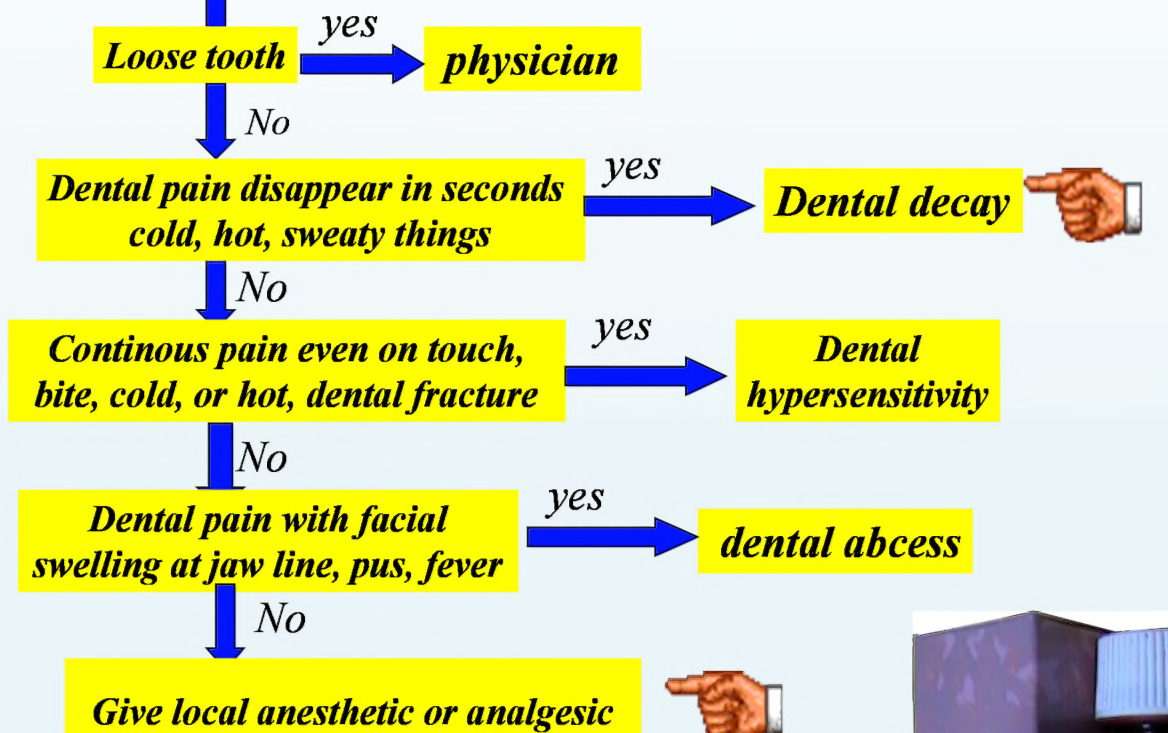 yes
Loose tooth
physician
No
Dental pain disappear in seconds
cold, hot, sweaty things
yes
Dental decay
No
Continous pain even on touch,
bite, cold, or hot, dental fracture
yes
Dental
hypersensitivity
No
Dental pain with facial
swelling at jaw line, pus, fever
yes
dental abcess
No
Give local anesthetic or analgesic